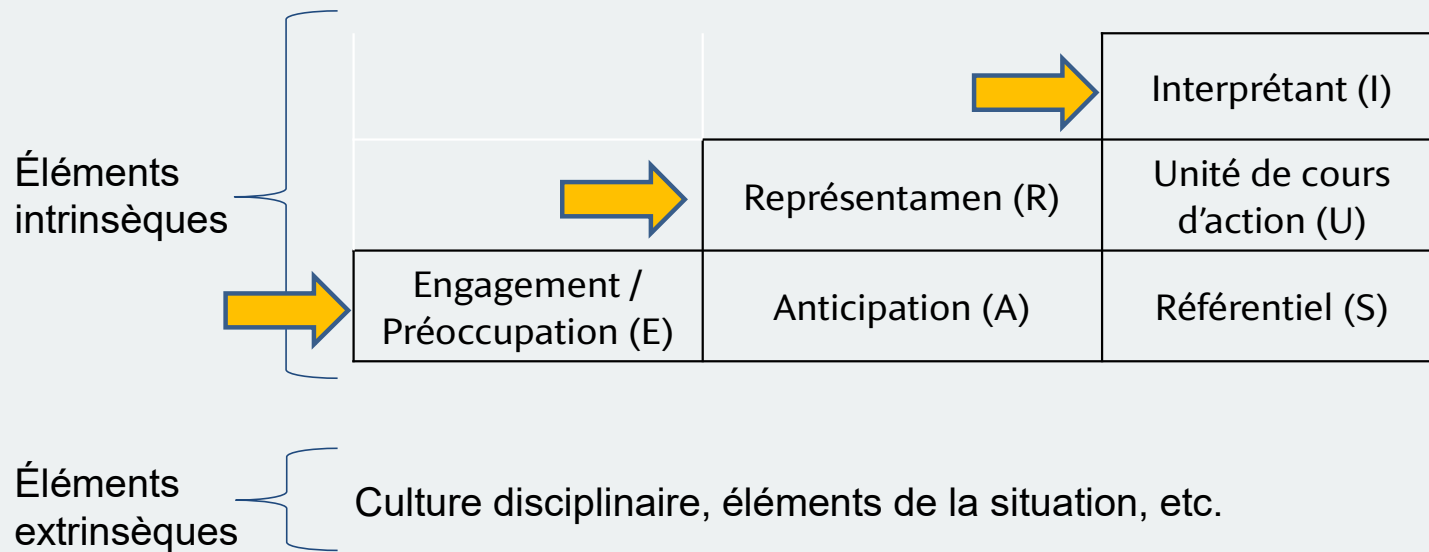 Éléments
intrinsèques
Interprétant (I)
Représentamen (R)
Unité de cours
d’action (U)
Engagement /
Préoccupation (E)
Anticipation (A)
Référentiel (S)
Éléments
extrinsèques
Culture disciplinaire, éléments de la situation, etc.